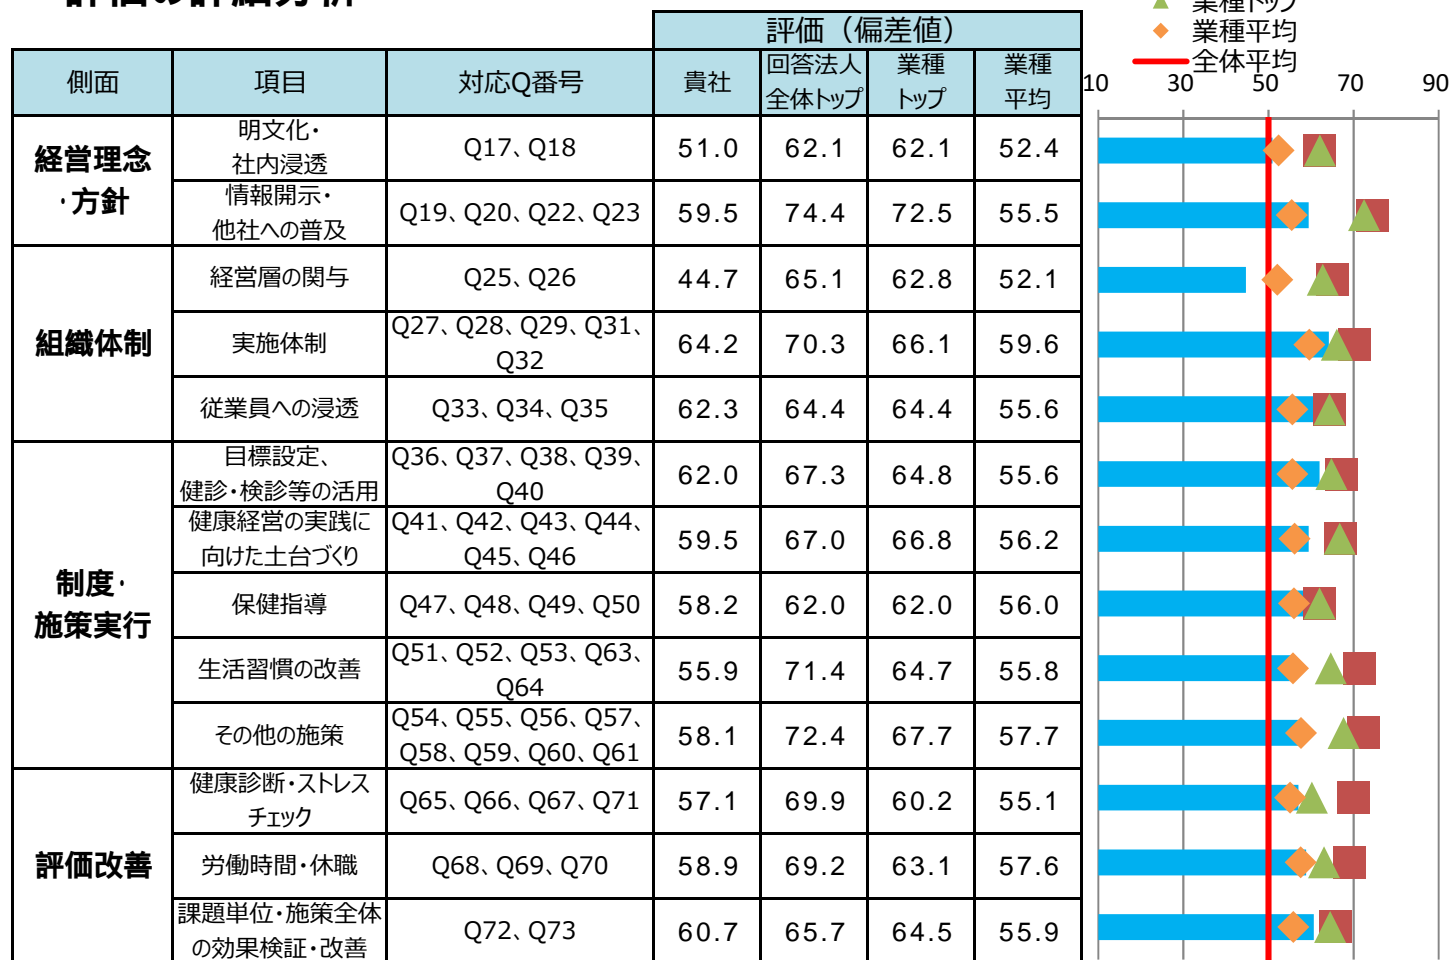 評価の詳細分析
業種トップ
業種平均
全体平均
評価（偏差値）
側面 項目 対応Q番号 貴社 回答法人 業種 業種
全体トップ トップ 平均
10 30 50 70 90
経営理念
・方針
明文化・
社内浸透
Q17、Q18 51.0 62.1 62.1 52.4
情報開示・
他社への普及
Q19、Q20、Q22、Q23 59.5 74.4 72.5 55.5
組織体制
経営層の関与 Q25、Q26 44.7 65.1 62.8 52.1
実施体制
Q27、Q28、Q29、Q31、
Q32
64.2 70.3 66.1 59.6
従業員への浸透 Q33、Q34、Q35 62.3 64.4 64.4 55.6
制度・
施策実行
目標設定、
健診・検診等の活用
Q36、Q37、Q38、Q39、
Q40
62.0 67.3 64.8 55.6
健康経営の実践に
向けた土台づくり
Q41、Q42、Q43、Q44、
Q45、Q46
59.5 67.0 66.8 56.2
保健指導 Q47、Q48、Q49、Q50 58.2 62.0 62.0 56.0
生活習慣の改善
Q51、Q52、Q53、Q63、
Q64
55.9 71.4 64.7 55.8
その他の施策
Q54、Q55、Q56、Q57、
Q58、Q59、Q60、Q61
58.1 72.4 67.7 57.7
評価改善
健康診断・ストレス
チェック
Q65、Q66、Q67、Q71 57.1 69.9 60.2 55.1
労働時間・休職 Q68、Q69、Q70 58.9 69.2 63.1 57.6
課題単位・施策全体
の効果検証・改善
Q72、Q73 60.7 65.7 64.5 55.9